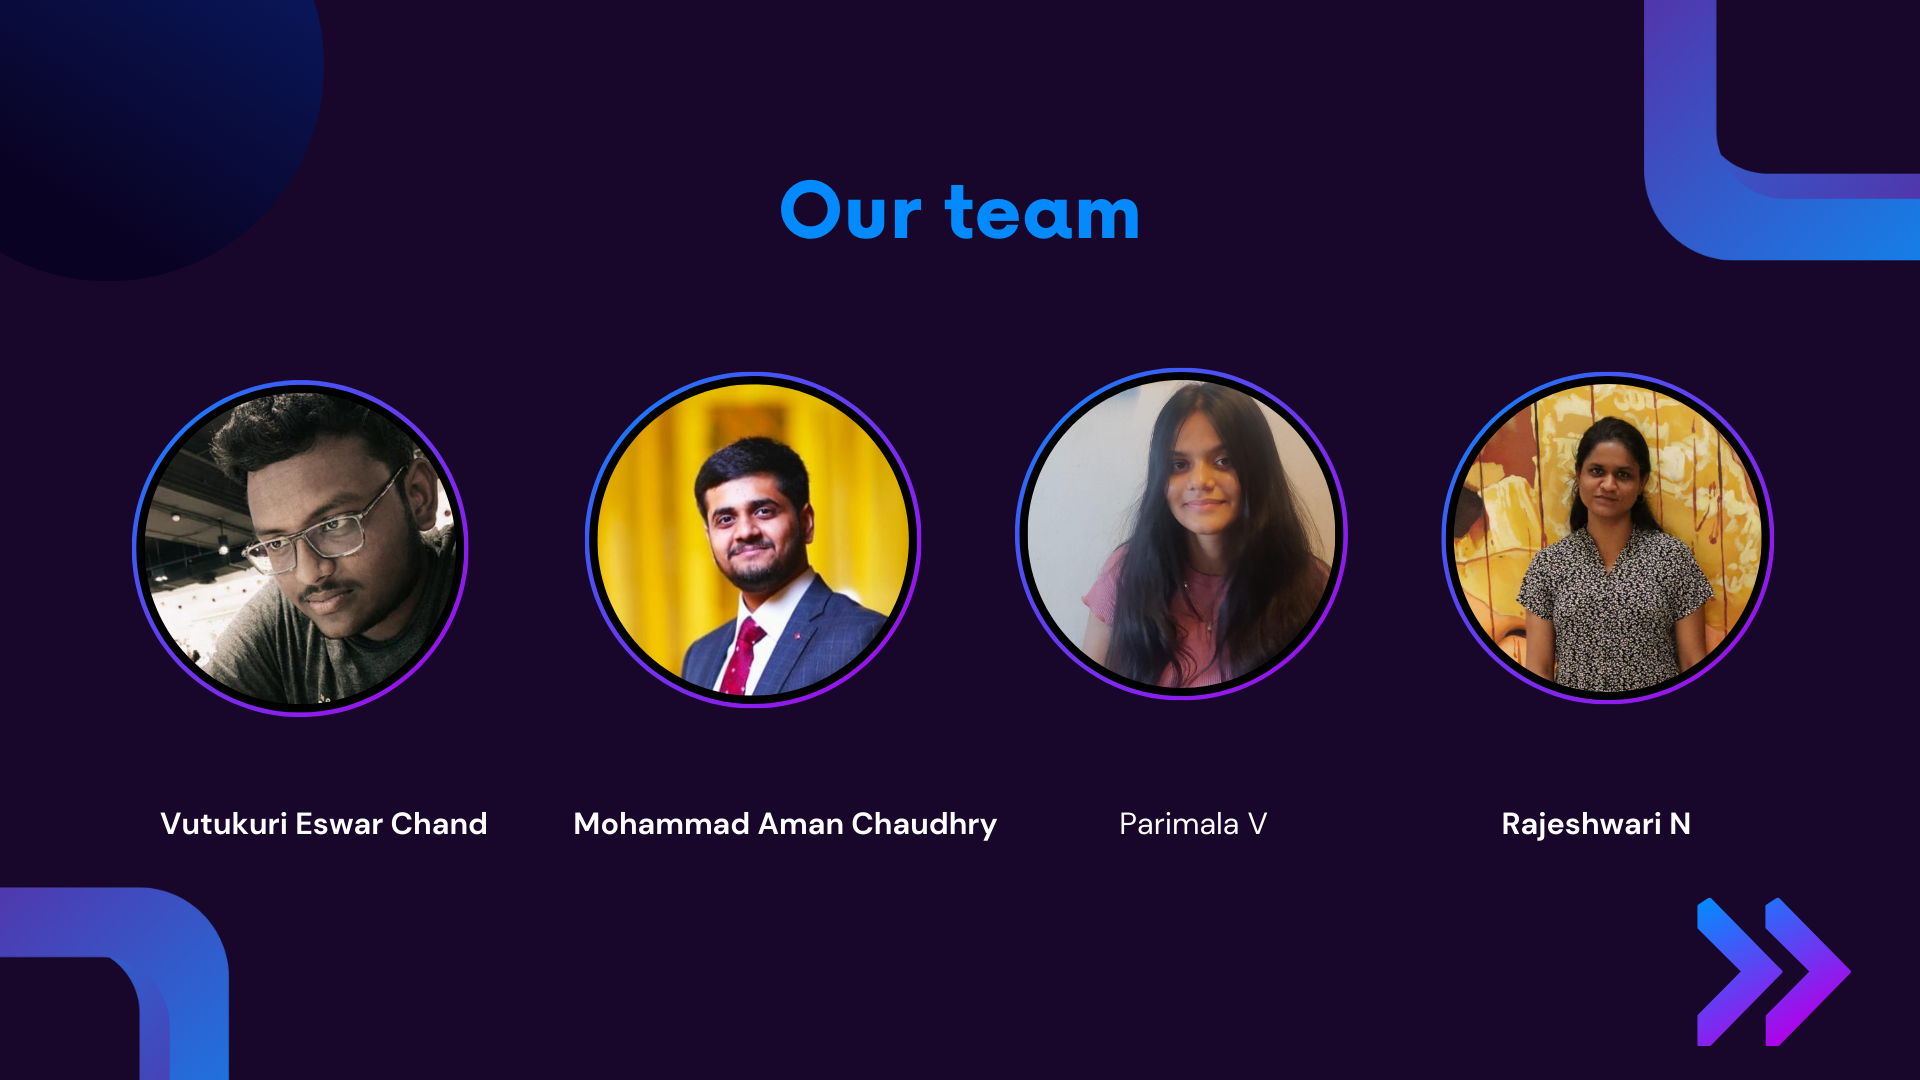 Our team
Vutukuri Eswar Chand
Mohammad Aman Chaudhry
Parimala V
Rajeshwari N